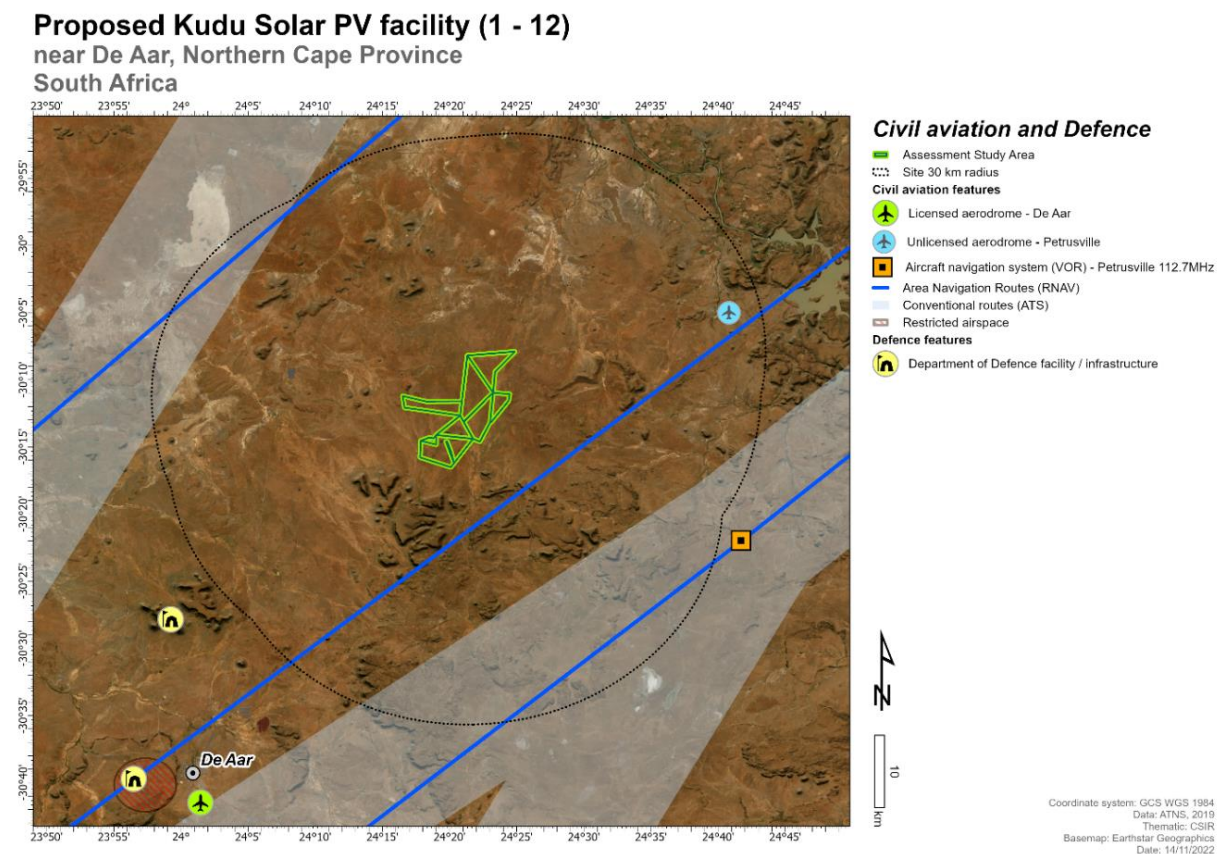 Proposed Kudu Solar PV facility (1 - 12)
near De Aar, Northern Cape Province
South Africa
23°50' 23°55' 24° 24°05' 24°10' 24°15' 24°20' 24°25' 24°30' 24°35' 24°40' 24°45'
-29°55'
-30°
-30°05'
-30°10'
-30°15'
-30°20'
-30°25'
-30°30'
-30°35'
-30°40'
De Aar
23°50' 23°55' 24° 24°05' 24°10' 24°15' 24°20' 24°25' 24°30' 24°35' 24°40' 24°45'
Civil aviation and Defence
Assessment Study Area
Site 30 km radius
Civil aviation features
Licensed aerodrome - De Aar
Unlicensed aerodrome - Petrusville
Aircraft navigation system (VOR) - Petrusville 112.7MHz
Area Navigation Routes (RNAV)
Conventional routes (ATS)
Restricted airspace
Defence features
Department of Defence facility / infrastructure
N
10
km
Coordinate system: GCS WGS 1984
Data: ATNS, 2019
Thematic: CSIR
Basemap: Earthstar Geographics
Date: 14/11/2022